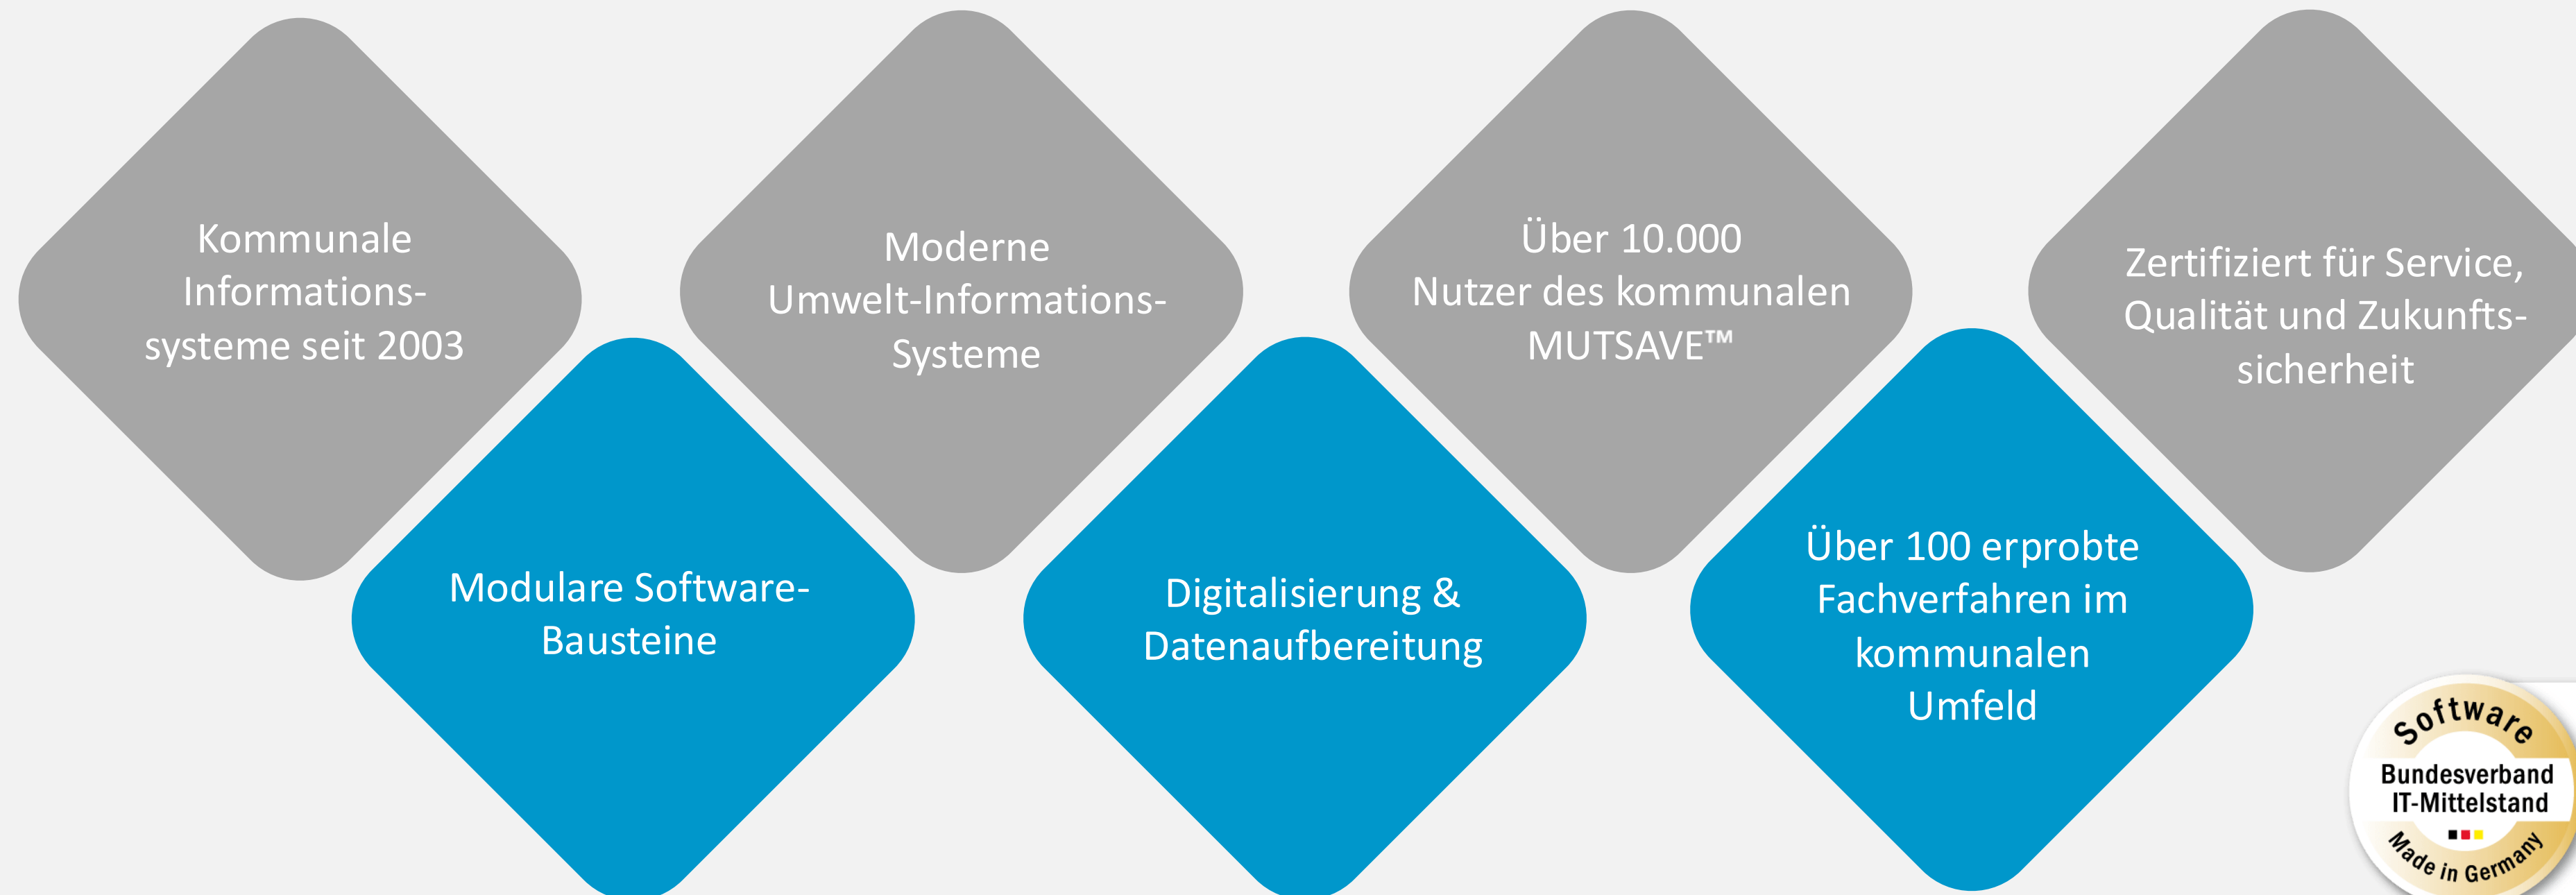 Kommunale
Informations-
systeme seit 2003
Modulare Software-
Bausteine
Moderne
Umwelt-Informations-
Systeme
Digitalisierung &
Datenaufbereitung
Über 10.000
Nutzer des kommunalen
MUTSAVE™
Über 100 erprobte
Fachverfahren im
kommunalen
Umfeld
Zertifiziert für Service,
Qualität und Zukunfts-
sicherheit
Software
Bundesverband
IT-Mittelstand
Made in Germany